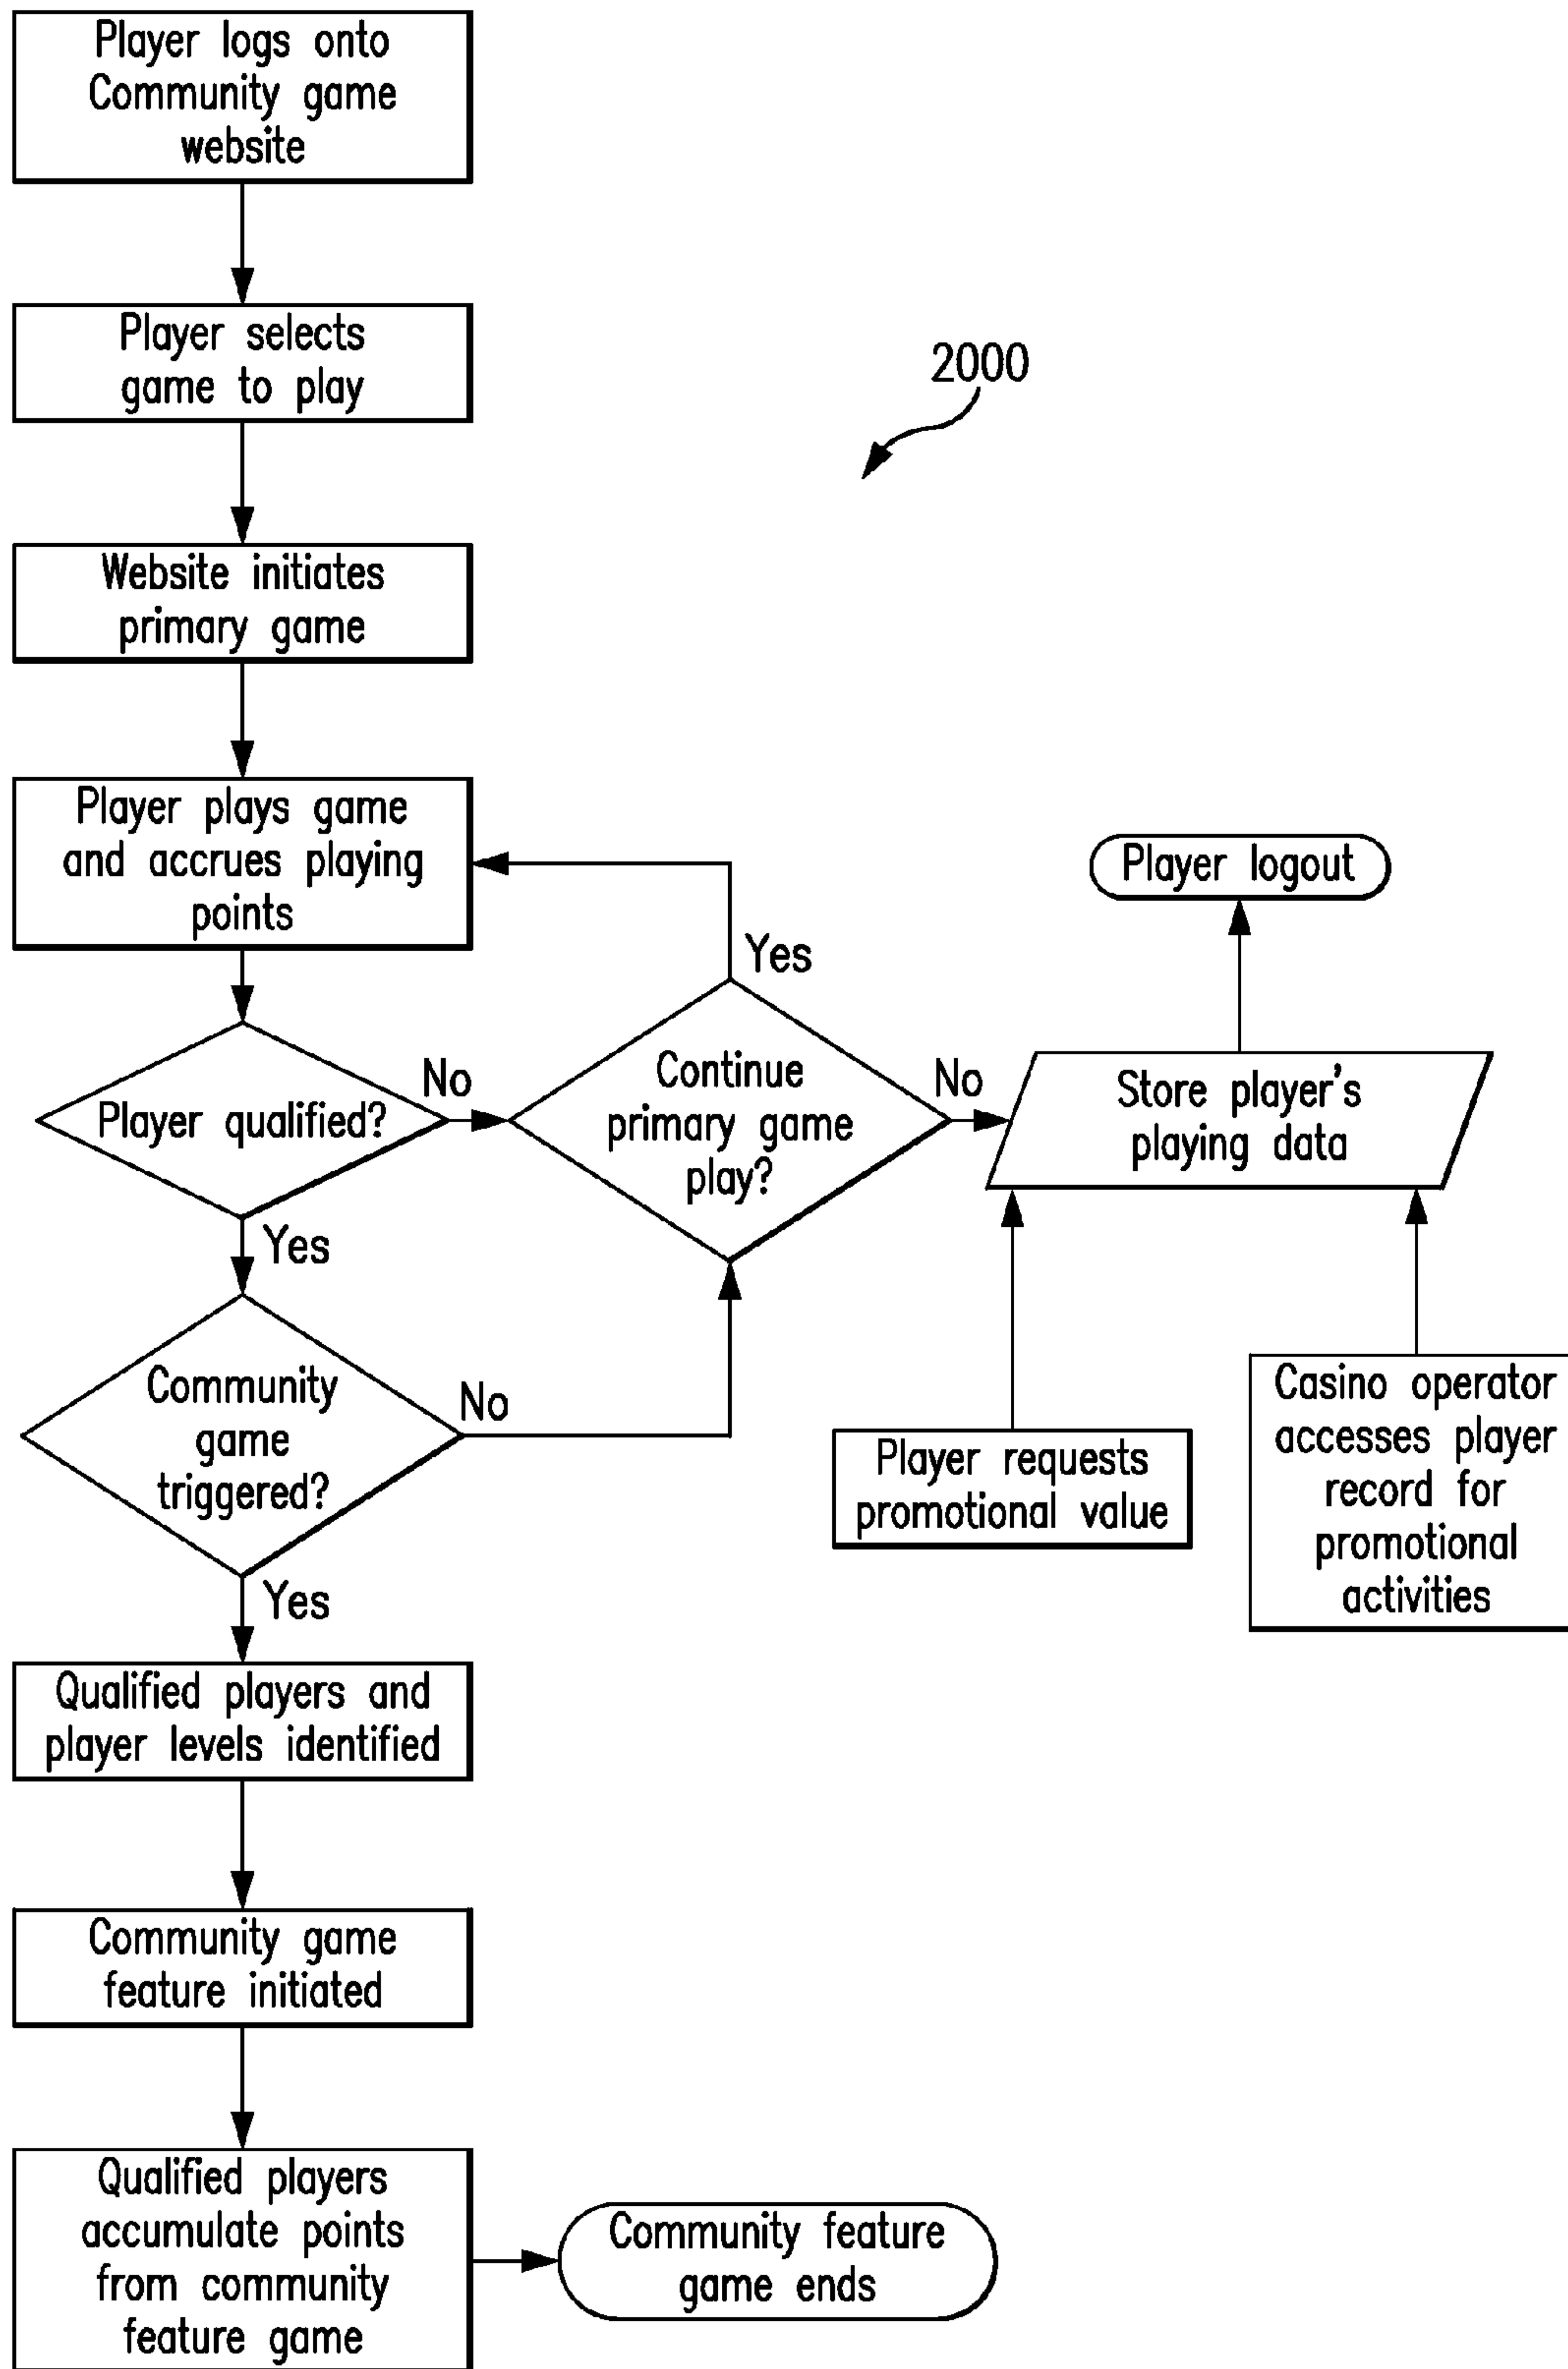 Player logs onto
Community game
website
Player selects
game to play
2000
Website initiates
primary game
Player plays game
and accrues playing
points
Player logout
Yes
Player qualified?
No
Continue
primary game
play?
No
Store player's
playing data
Yes
Community
game
triggered?
No
Player requests
promotional value
Casino operator
accesses player
record for
promotional
activities
Yes
Qualified players and
player levels identified
Community game
feature initiated
Qualified players
accumulate points
from community
feature game
Community feature
game ends